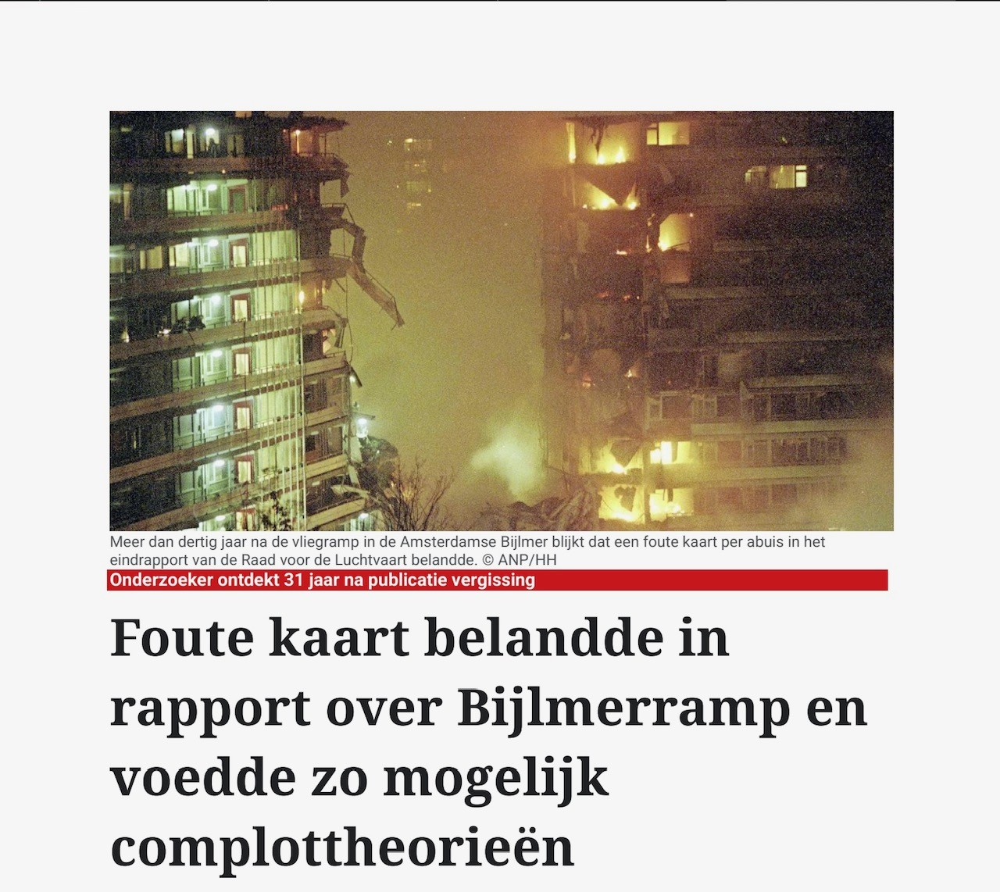 Meer dan dertig jaar na de vliegramp in de Amsterdamse Bijlmer blijkt dat een foute kaart per abuis in het
eindrapport van de Raad voor de Luchtvaart belandde. © ANP/HH
Onderzoeker ontdekt 31 jaar na publicatie vergissing
Foute kaart belandde in
rapport over Bijlmerramp en
voedde zo mogelijk
complottheorieën